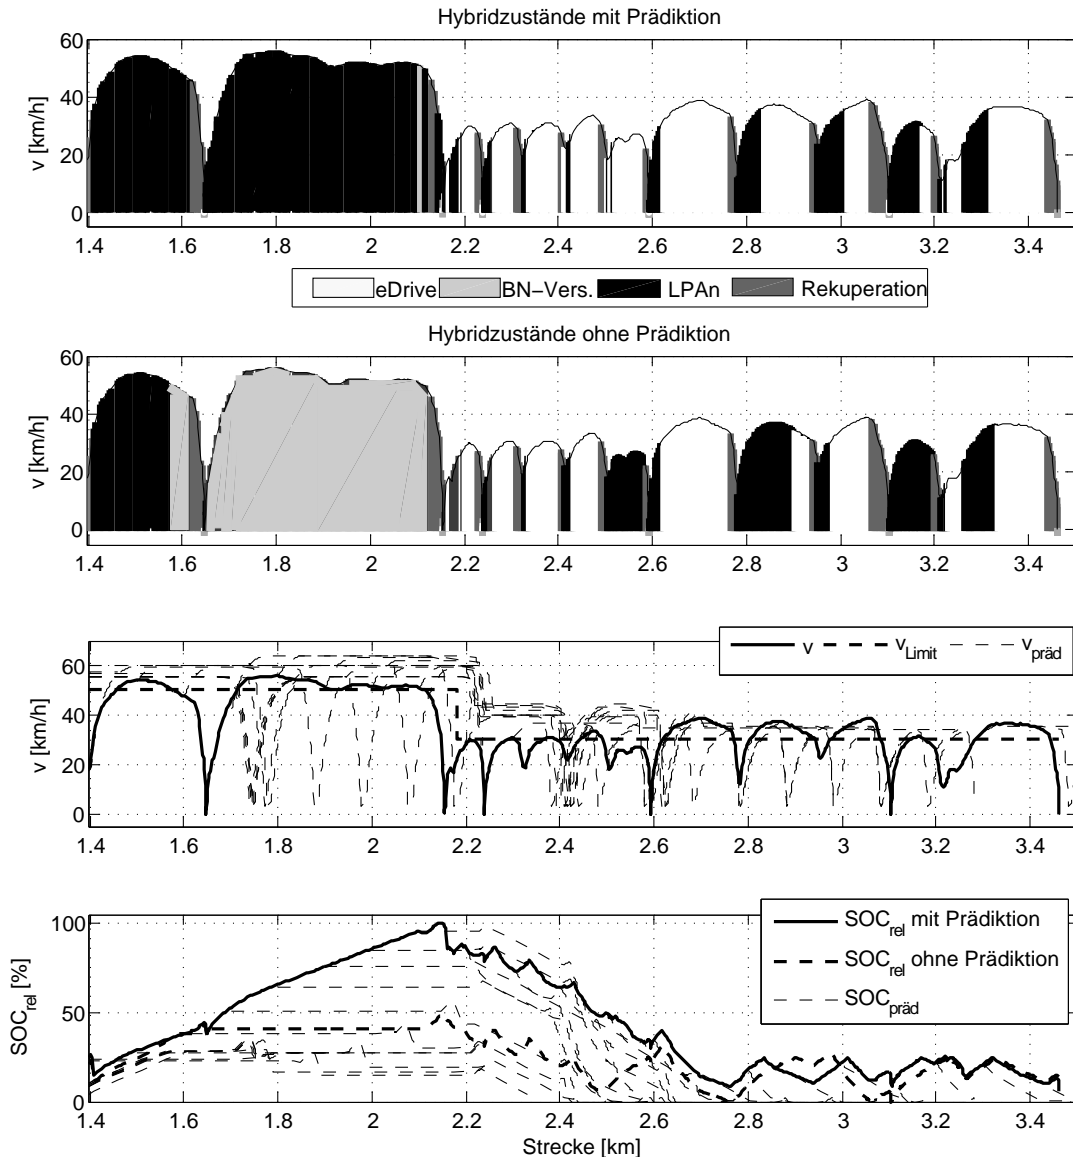 Hybridzustände mit Prädiktion
60
40
20
0
v [km/h]
1.4 1.6 1.8 2 2.2 2.4 2.6 2.8 3 3.2 3.4
eDrive BN−Vers. LPAn Rekuperation
Hybridzustände ohne Prädiktion
60
40
20
0
v [km/h]
1.4 1.6 1.8 2 2.2 2.4 2.6 2.8 3 3.2 3.4
v vLimit vpräd
60
40
20
0
v [km/h]
1.4 1.6 1.8 2 2.2 2.4 2.6 2.8 3 3.2 3.4
SOCrel mit Prädiktion
SOCrel ohne Prädiktion
SOCpräd
100
50
0
SOCrel [%]
1.4 1.6 1.8 2 2.2 2.4 2.6 2.8 3 3.2 3.4
Strecke [km]